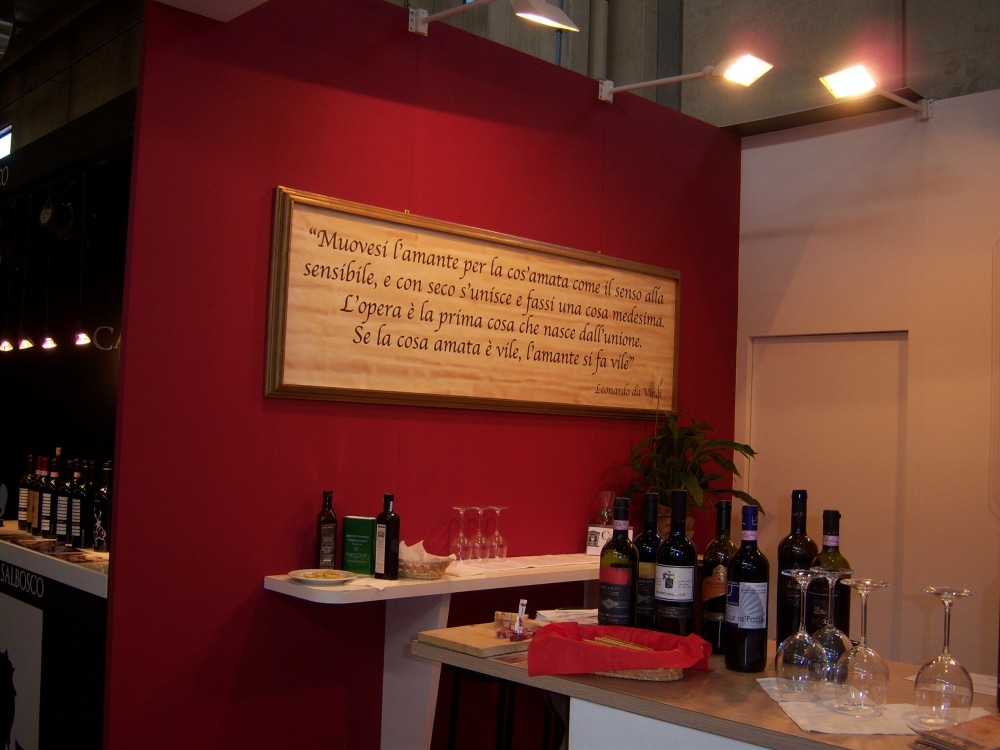 “Muovesi l'amante per la cos'amata come il senso alla
sensibile, e con seco s'unisce e fassi una cosa medesima.
L'opera è la prima cosa che nasce dall'unione.
Se la cosa amata è vile, l'amante si fa vile”
Leonardo da Vinci
SALBOSCO